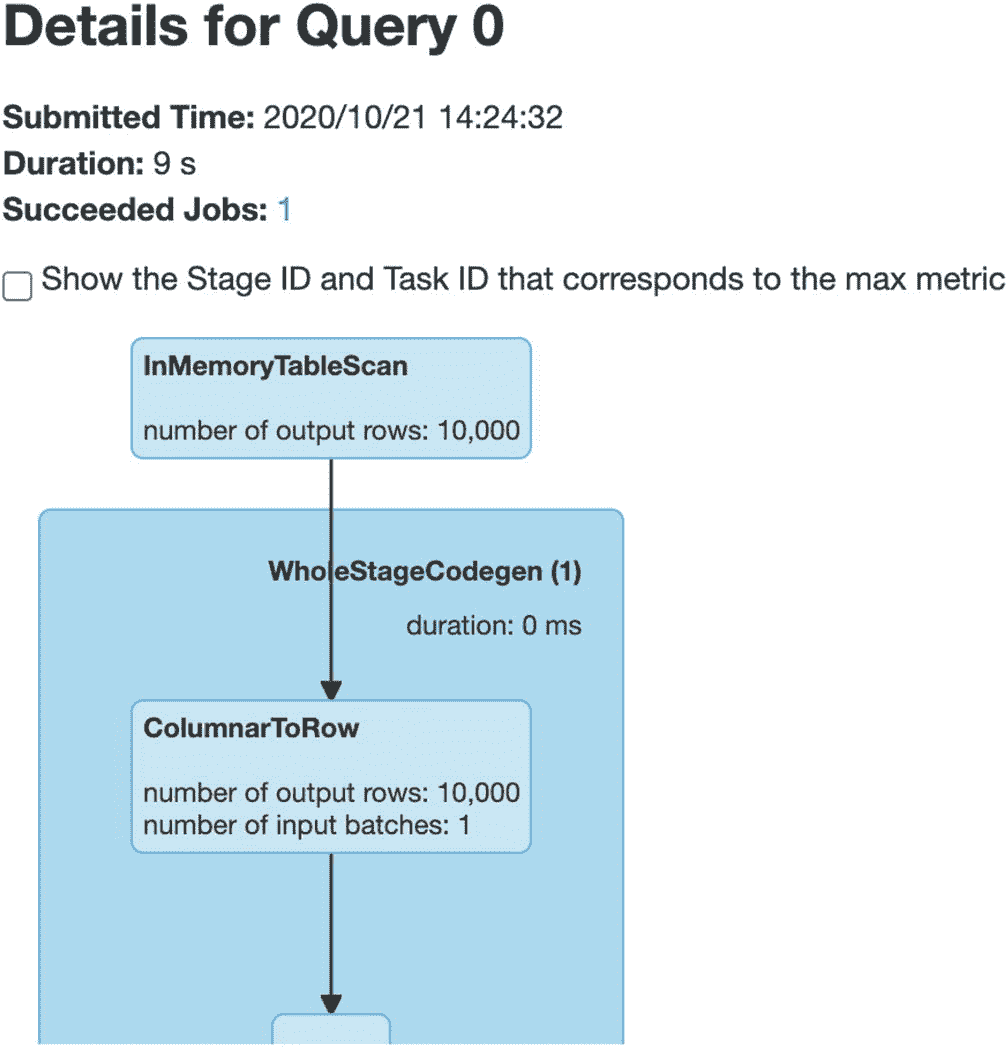 Details for Query 0
Submitted Time: 2020/10/21 14:24:32
Duration: 9 s
Succeeded Jobs: 1
Show the Stage ID and Task ID that corresponds to the max metric
InMemoryTableScan
number of output rows: 10,000
WholeStageCodegen (1)
duration: 0 ms
ColumnarToRow
number of output rows: 10,000
number of input batches: 1